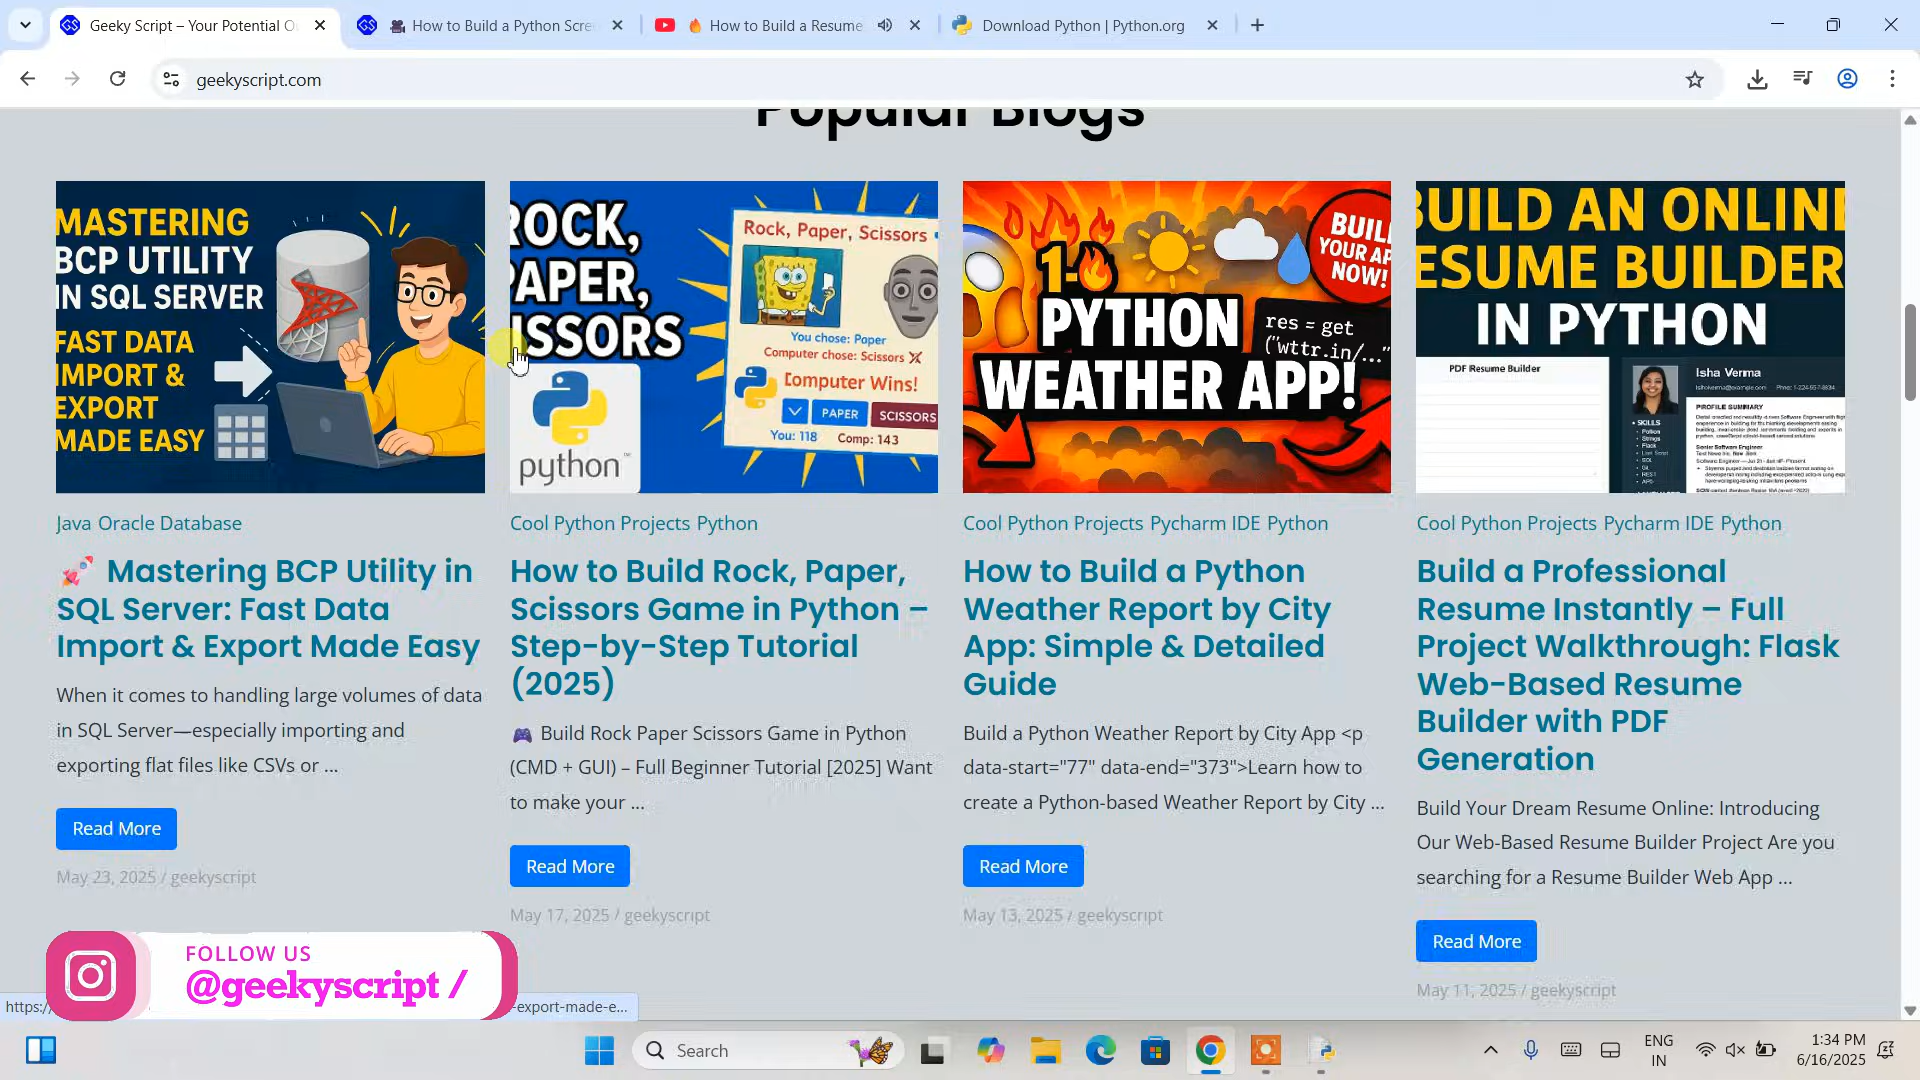 Geeky Script – Your Potential O
How to Build a Python Scre
How to Build a Resume
Download Python | Python.org
geekyscript.com
Popular Blogs
MASTERING
BCP UTILITY
IN SQL SERVER
FAST DATA
IMPORT &
EXPORT
MADE EASY
ROCK,
PAPER,
ISSORS
python
Rock, Paper, Scissors
You chose: Paper
Computer chose: Scissors
Computer Wins!
PAPER
SCISSORS
You: 118 Comp: 143
BUIL
YOUR AP
NOW!
1-
PYTHON
WEATHER APP!
res = get
("wttr.in/..."
BUILD AN ONLINE
ESUME BUILDER
IN PYTHON
PDF Resume Builder
Isha Verma
PROFILE SUMMARY
SKILLS
Java Oracle Database
Cool Python Projects Python
Cool Python Projects Pycharm IDE Python
Cool Python Projects Pycharm IDE Python
🚀 Mastering BCP Utility in
SQL Server: Fast Data
Import & Export Made Easy
When it comes to handling large volumes of data
in SQL Server—especially importing and
exporting flat files like CSVs or ...
Read More
May 23, 2025 / geekyscript
How to Build Rock, Paper,
Scissors Game in Python –
Step-by-Step Tutorial
(2025)
🎮 Build Rock Paper Scissors Game in Python
(CMD + GUI) – Full Beginner Tutorial [2025] Want
to make your ...
Read More
May 17, 2025 / geekyscript
How to Build a Python
Weather Report by City
App: Simple & Detailed
Guide
Build a Python Weather Report by City App <p
data-start="77" data-end="373">Learn how to
create a Python-based Weather Report by City ...
Read More
May 13, 2025 / geekyscript
Build a Professional
Resume Instantly – Full
Project Walkthrough: Flask
Web-Based Resume
Builder with PDF
Generation
Build Your Dream Resume Online: Introducing
Our Web-Based Resume Builder Project Are you
searching for a Resume Builder Web App ...
Read More
May 11, 2025 / geekyscript
FOLLOW US
@geekyscript /
https:/
-export-made-e...
Search
ENG
IN
1:34 PM
6/16/2025